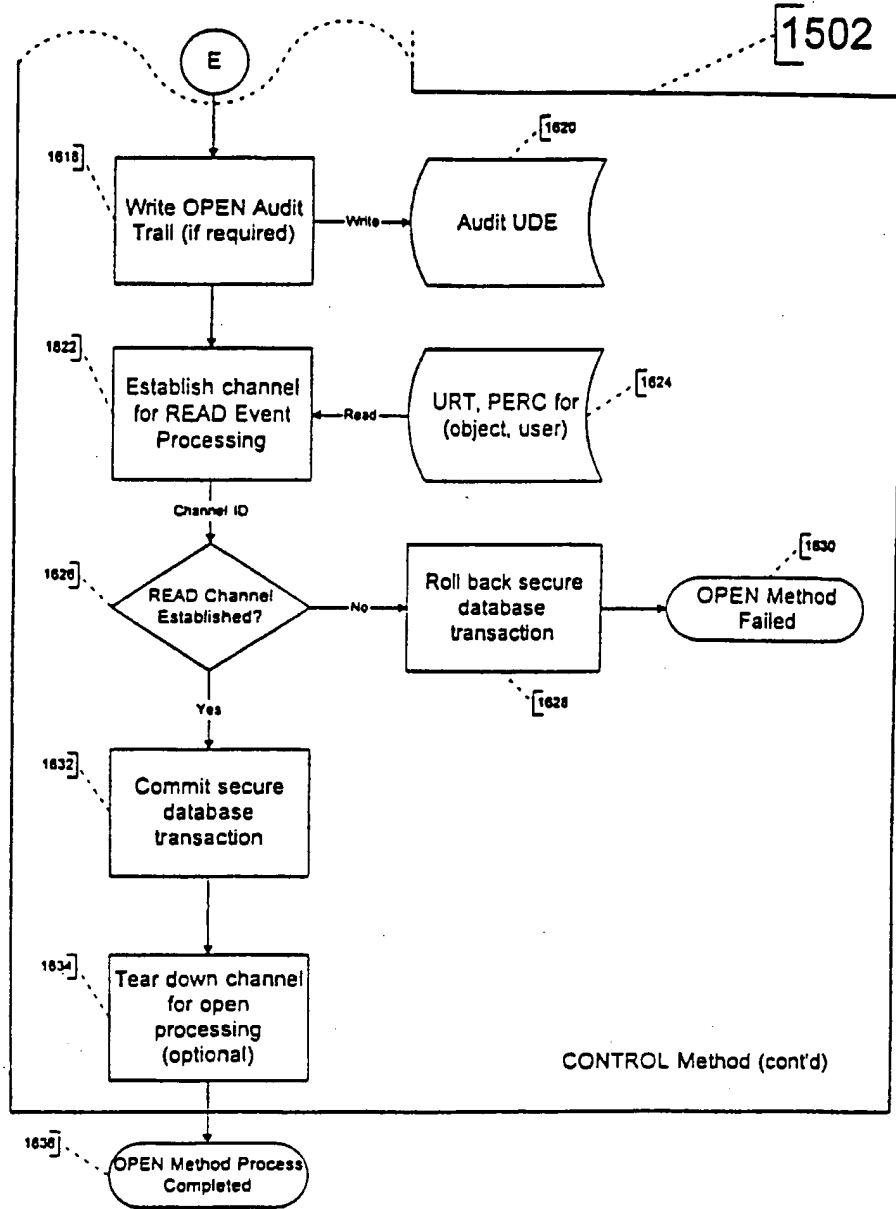 1502
E
1618
Write OPEN Audit
Trail (if required)
Write
1620
Audit UDE
1622
Establish channel
for READ Event
Processing
Read
URT, PERC for
(object, user)
1624
Channel ID
1626
READ Channel
Established?
No
Roll back secure
database
transaction
1628
1630
OPEN Method
Failed
Yes
1632
Commit secure
database
transaction
1634
Tear down channel
for open
processing
(optional)
CONTROL Method (cont'd)
1636
OPEN Method Process
Completed